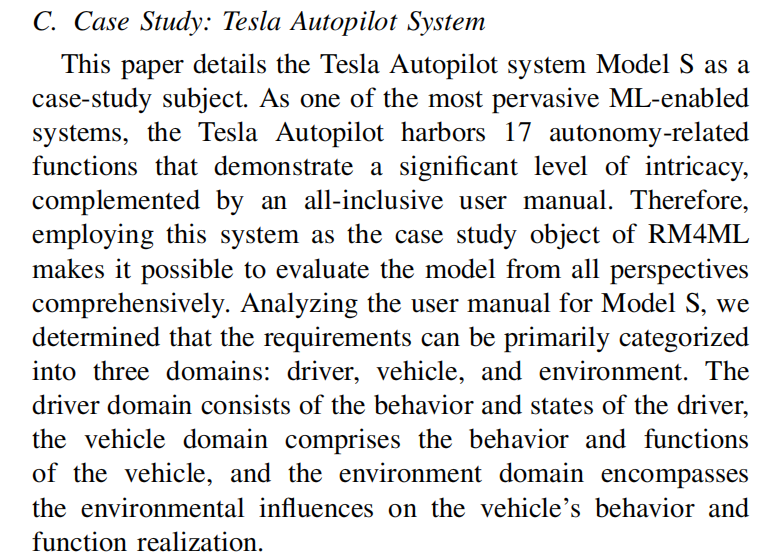 C. Case Study: Tesla Autopilot System
This paper details the Tesla Autopilot system Model S as a
case-study subject. As one of the most pervasive ML-enabled
systems, the Tesla Autopilot harbors 17 autonomy-related
functions that demonstrate a significant level of intricacy,
complemented by an all-inclusive user manual. Therefore,
employing this system as the case study object of RM4ML
makes it possible to evaluate the model from all perspectives
comprehensively. Analyzing the user manual for Model S, we
determined that the requirements can be primarily categorized
into three domains: driver, vehicle, and environment. The
driver domain consists of the behavior and states of the driver,
the vehicle domain comprises the behavior and functions
of the vehicle, and the environment domain encompasses
the environmental influences on the vehicle's behavior and
function realization.